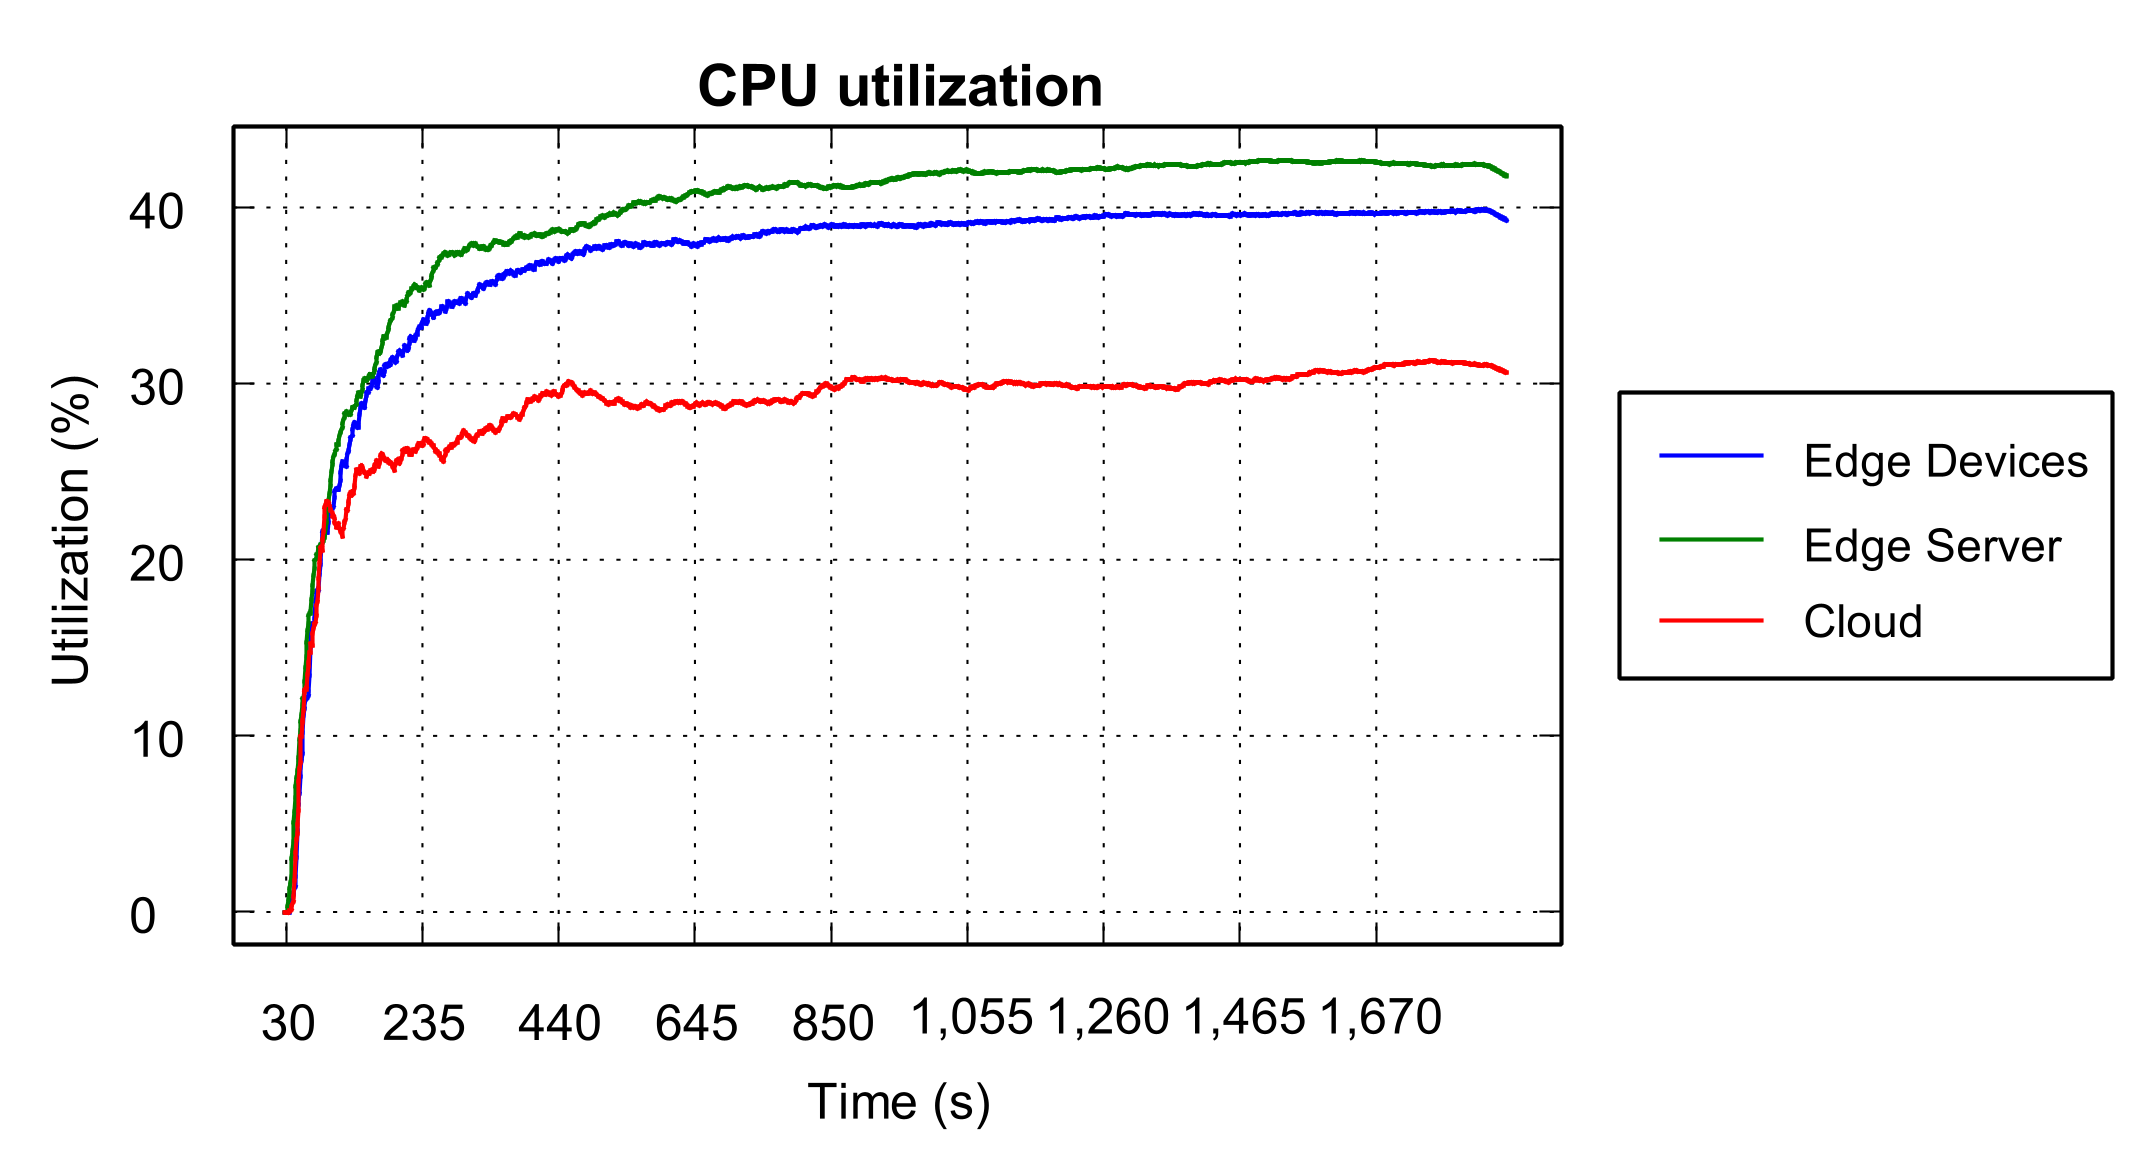 CPU utilization
Utilization (%)
40
30
20
10
0
30 235 440 645 850 1,055 1,260 1,465 1,670
Time (s)
Edge Devices
Edge Server
Cloud